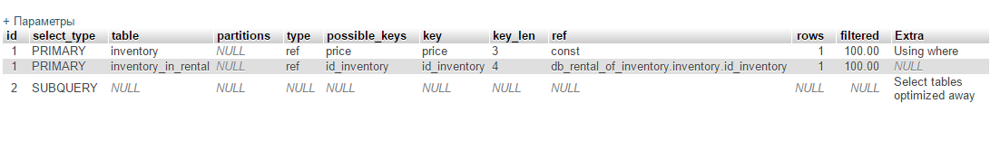 + Параметры
id select_type table partitions type possible_keys key key_len ref rows filtered Extra
1 PRIMARY inventory NULL ref price price 3 const 1 100.00 Using where
1 PRIMARY inventory_in_rental NULL ref id_inventory id_inventory 4 db_rental_of_inventory.inventory.id_inventory 1 100.00 NULL
2 SUBQUERY NULL NULL NULL NULL NULL NULL NULL NULL NULL Select tables
optimized away